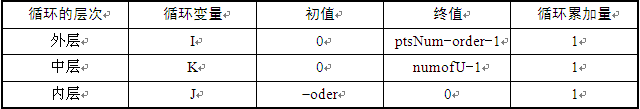 循环的层次 循环变量 初值 终值 循环累加量
外层 I 0 ptsNum-order-1 1
中层 K 0 numofU-1 1
内层 J -oder 0 1